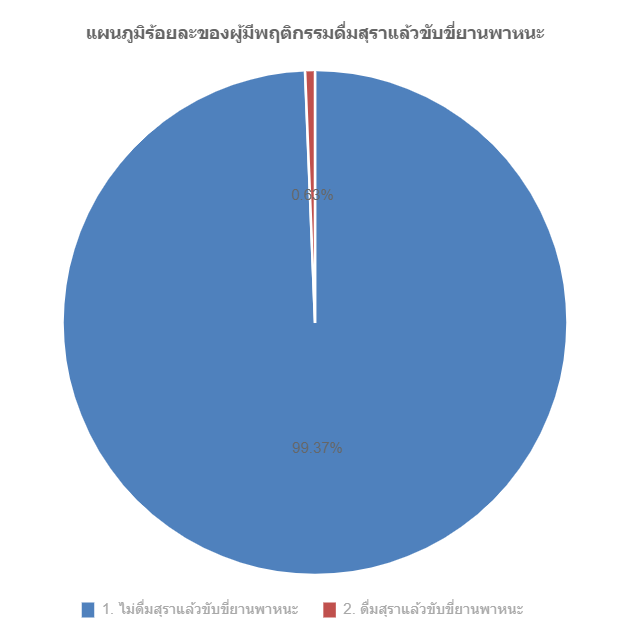 แผนภูมิร้อยละของผู้มีพฤติกรรมดื่มสุราแล้วขับขี่ยานพาหนะ
0.63%
99.37%
1. ไม่ดื่มสุราแล้วขับขี่ยานพาหนะ 2. ดื่มสุราแล้วขับขี่ยานพาหนะ